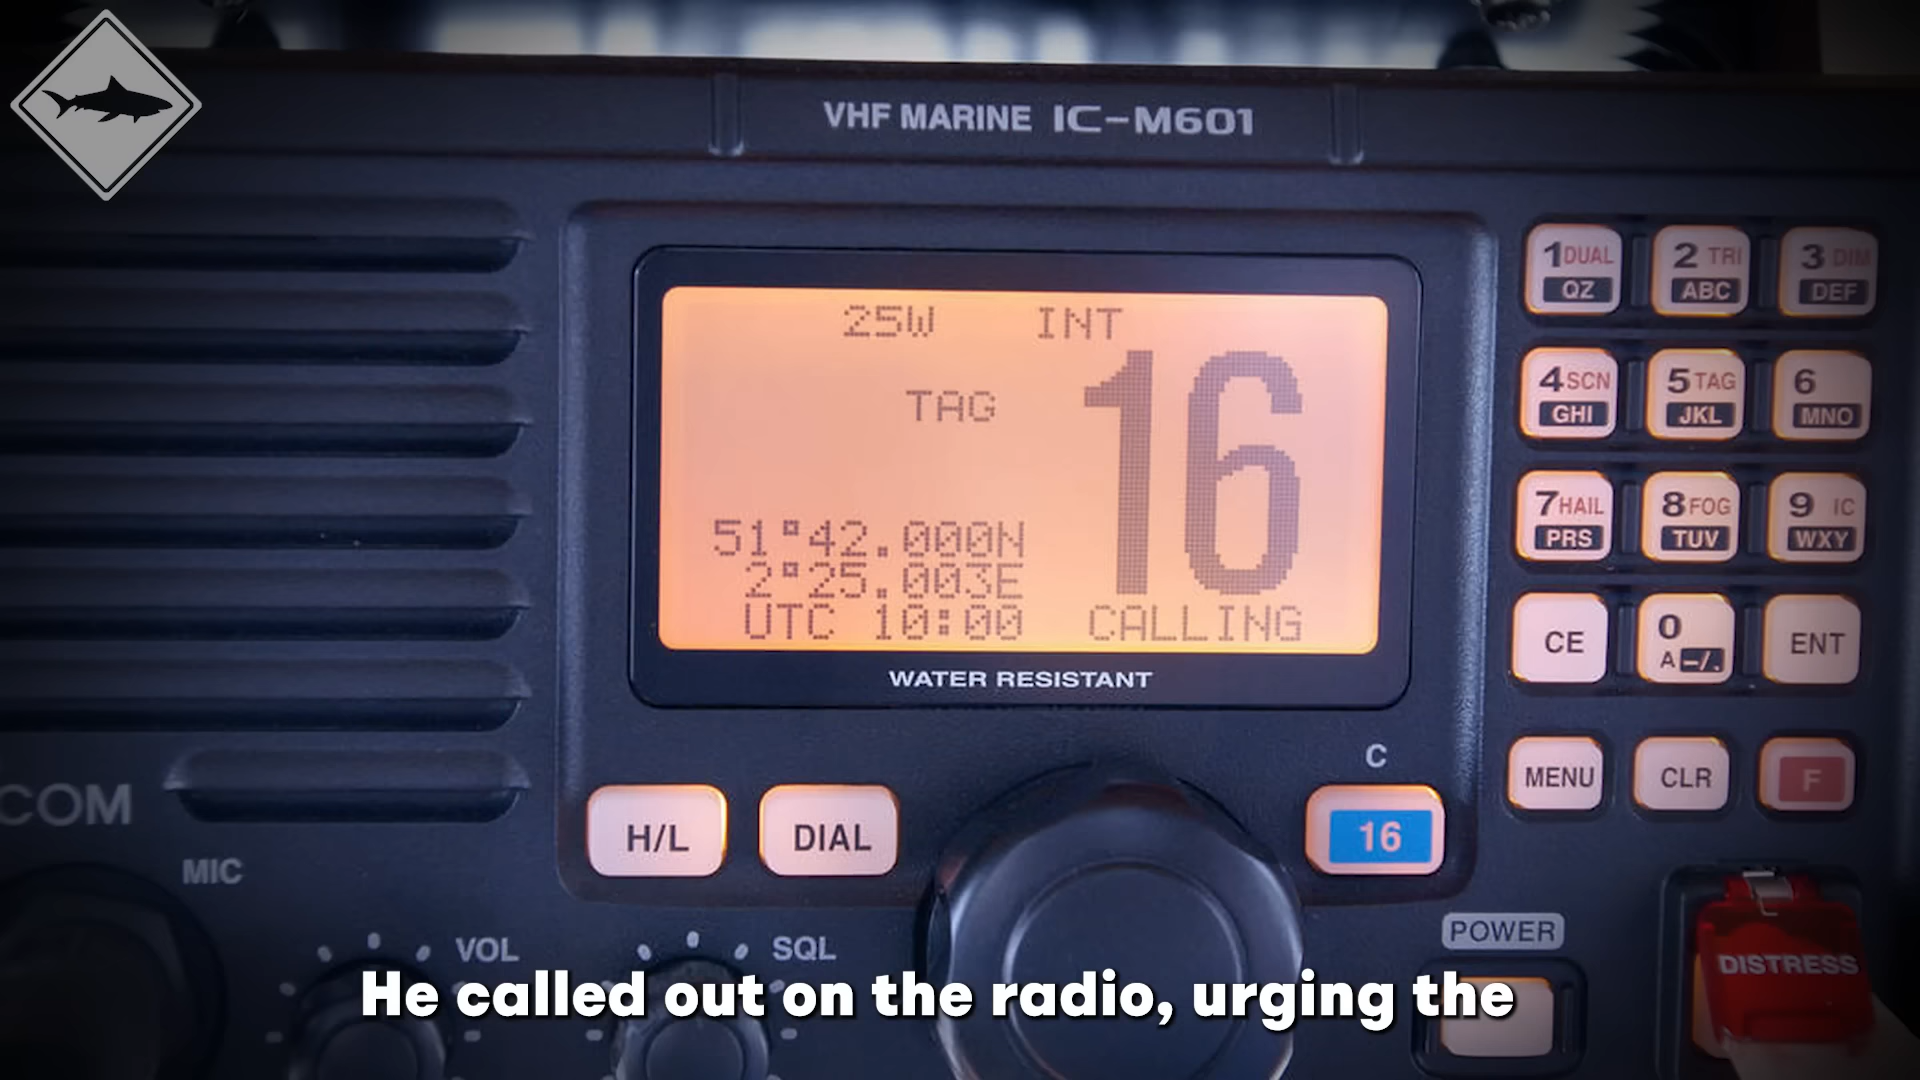 VHF MARINE IC-M601
25W INT
16
TAG
51°42.000N
2°25.003E
UTC 10:00 CALLING
WATER RESISTANT
1 DUAL
QZ
2 TRI
ABC
3 DIM
DEF
4 SCN
GHI
5 TAG
JKL
6
MNO
7 HAIL
PRS
8 FOG
TUV
9 IC
WXY
CE
0
A -/.
ENT
MENU
CLR
F
C
16
H/L
DIAL
COM
MIC
VOL
SQL
POWER
DISTRESS
He called out on the radio, urging the